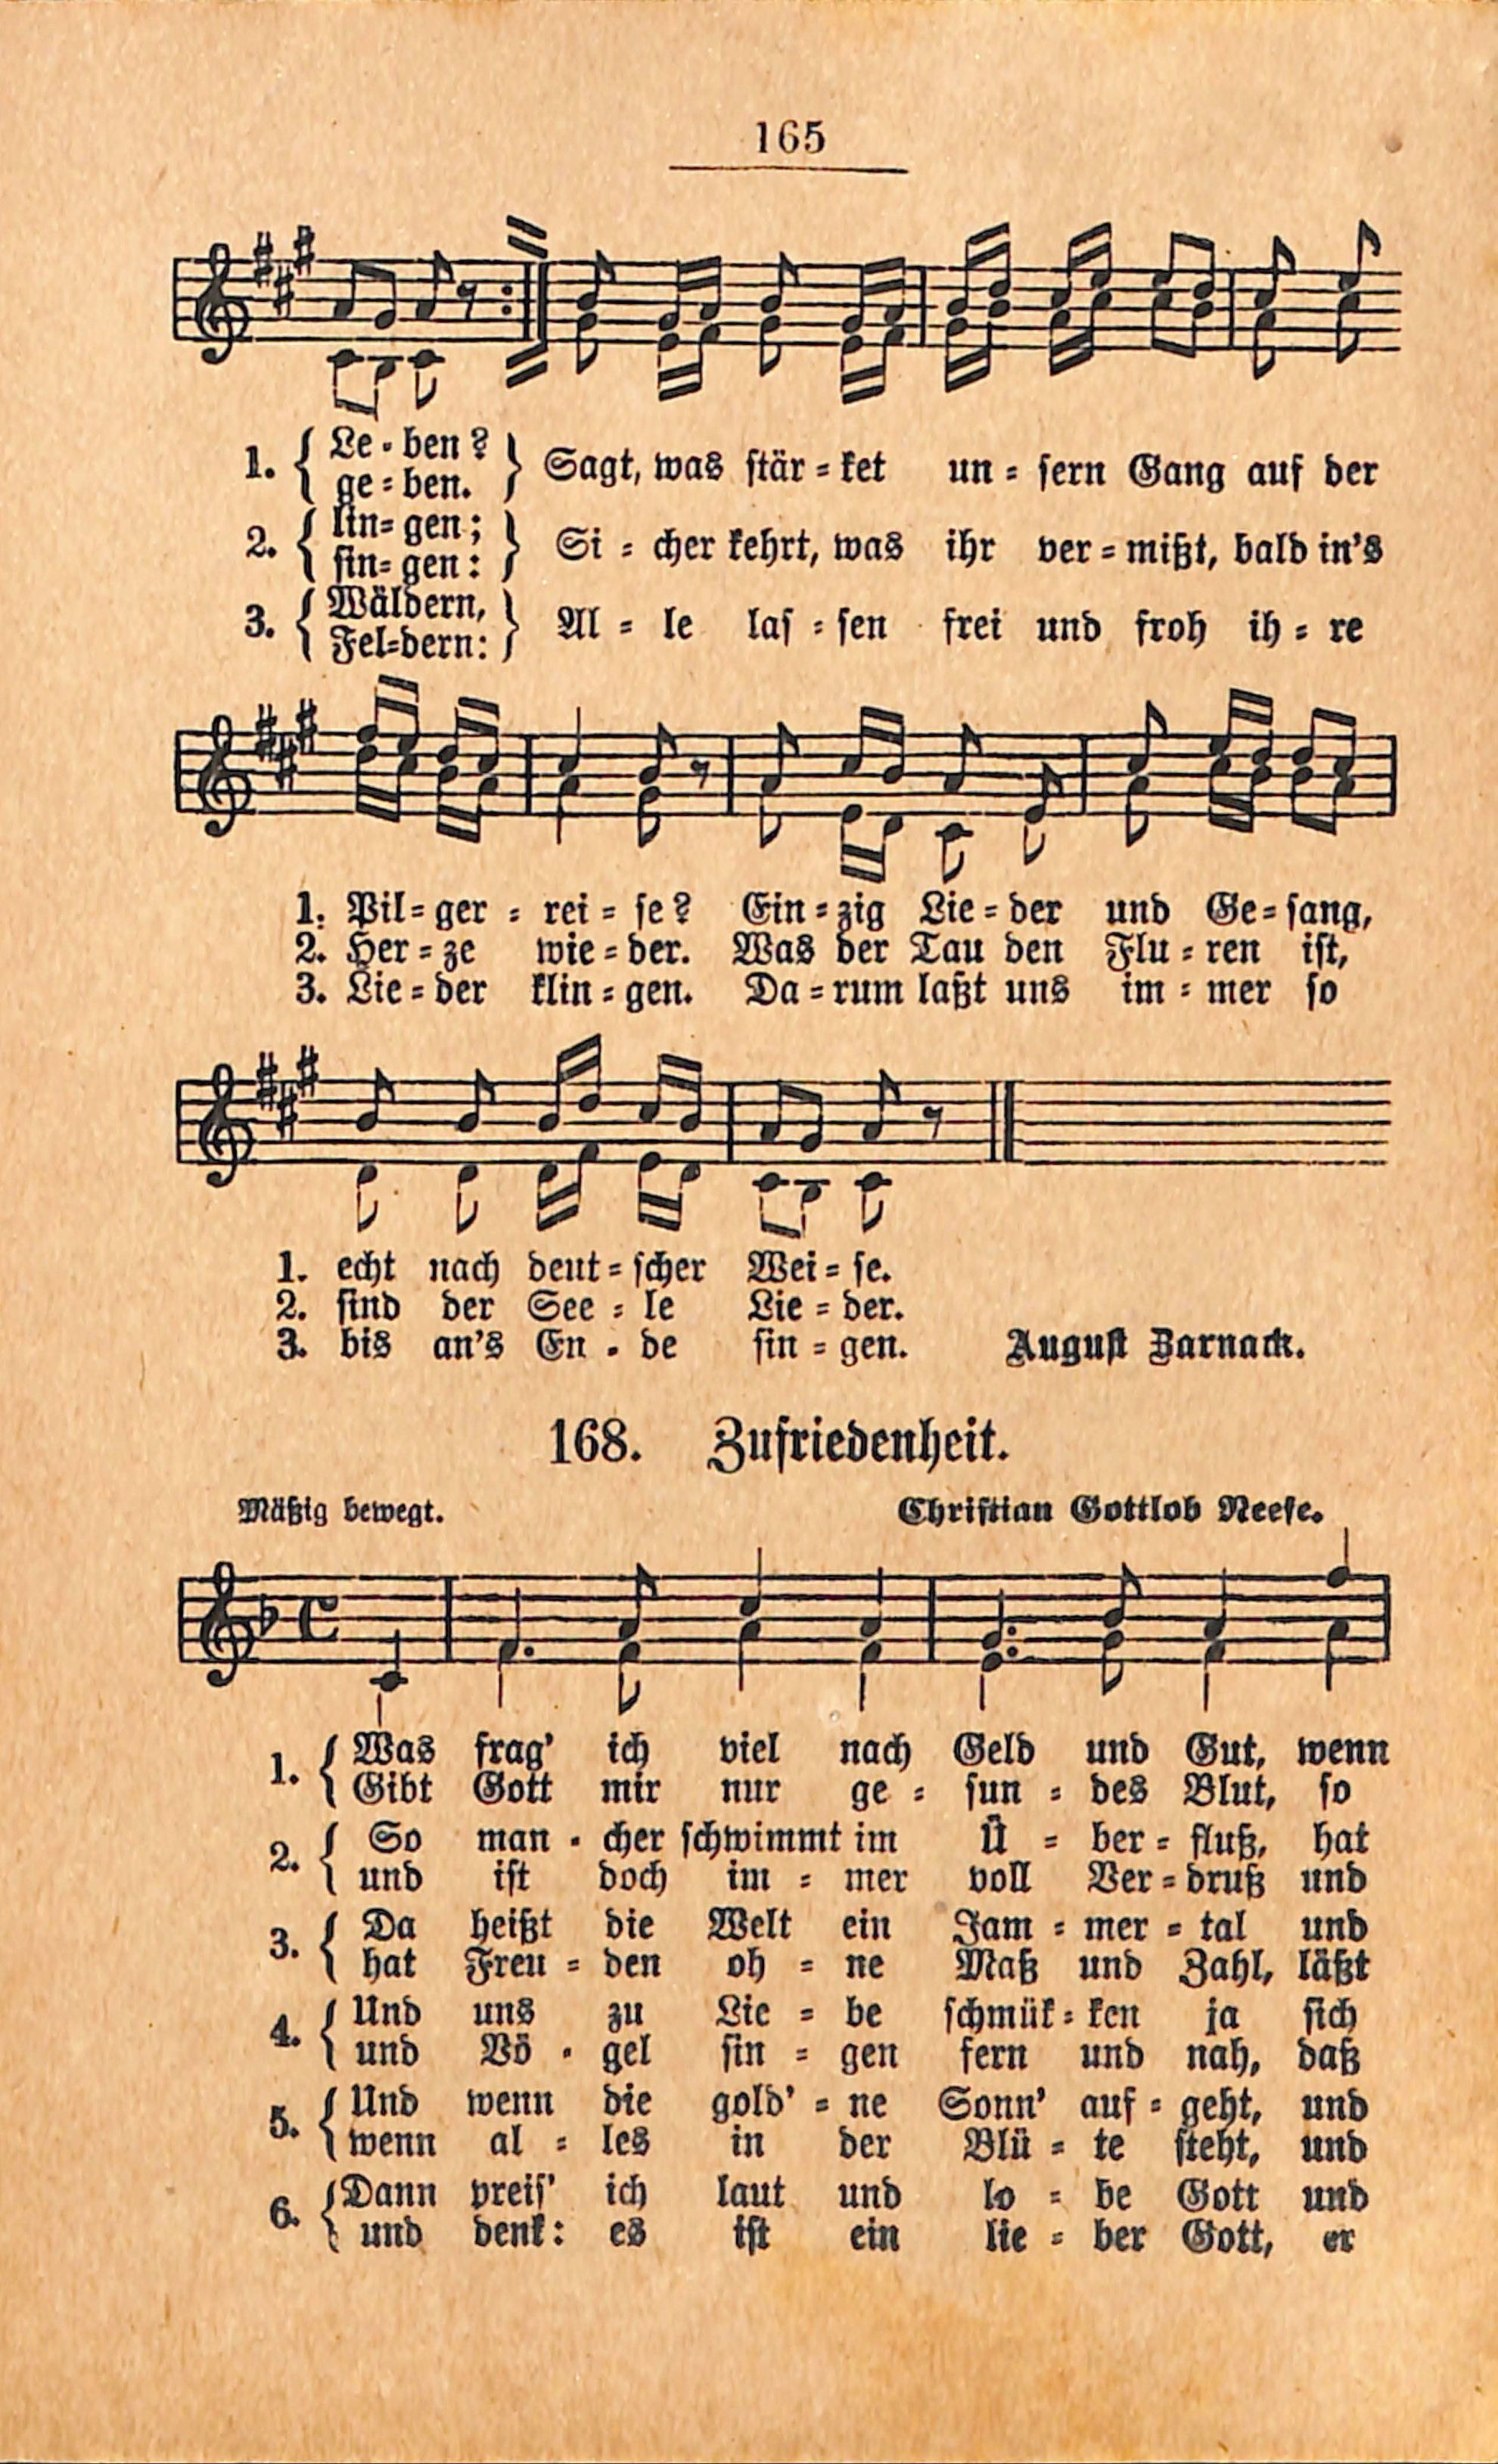 165
1. { Le-ben? } Sagt, was stär=ket un=sern Gang auf der
ge=ben.
2. { lin=gen; } Si=cher kehrt, was ihr ver=mißt, bald in's
sin=gen:
3. { Wäldern, } Al=le las=sen frei und froh ih=re
Fel=dern:
1. Pil=ger=rei=se? Ein=zig Lie=der und Ge=sang,
2. Her=ze wie=der. Was der Tau den Flu=ren ist,
3. Lie=der klin=gen. Da=rum laßt uns im=mer so
1. echt nach deut=scher Wei=se.
2. sind der See=le Lie=der.
3. bis an's En-de sin=gen. August Zarnack.
168. Zufriedenheit.
Mäßig bewegt. Christian Gottlob Neefe.
1. { Was frag' ich viel nach Geld und Gut, wenn
Gibt Gott mir nur ge=sun=des Blut, so
2. { So man-cher schwimmt im Ü=ber=fluß, hat
und ist doch im=mer voll Ver=druß und
3. { Da heißt die Welt ein Jam=mer=tal und
hat Freu=den oh=ne Maß und Zahl, läßt
4. { Und uns zu Lie=be schmük=ken ja sich
und Vö-gel sin=gen fern und nah, daß
5. { Und wenn die gold'=ne Sonn' auf=geht, und
wenn al=les in der Blü=te steht, und
6. { Dann preis' ich laut und lo=be Gott und
und denk: es ist ein lie=ber Gott, er